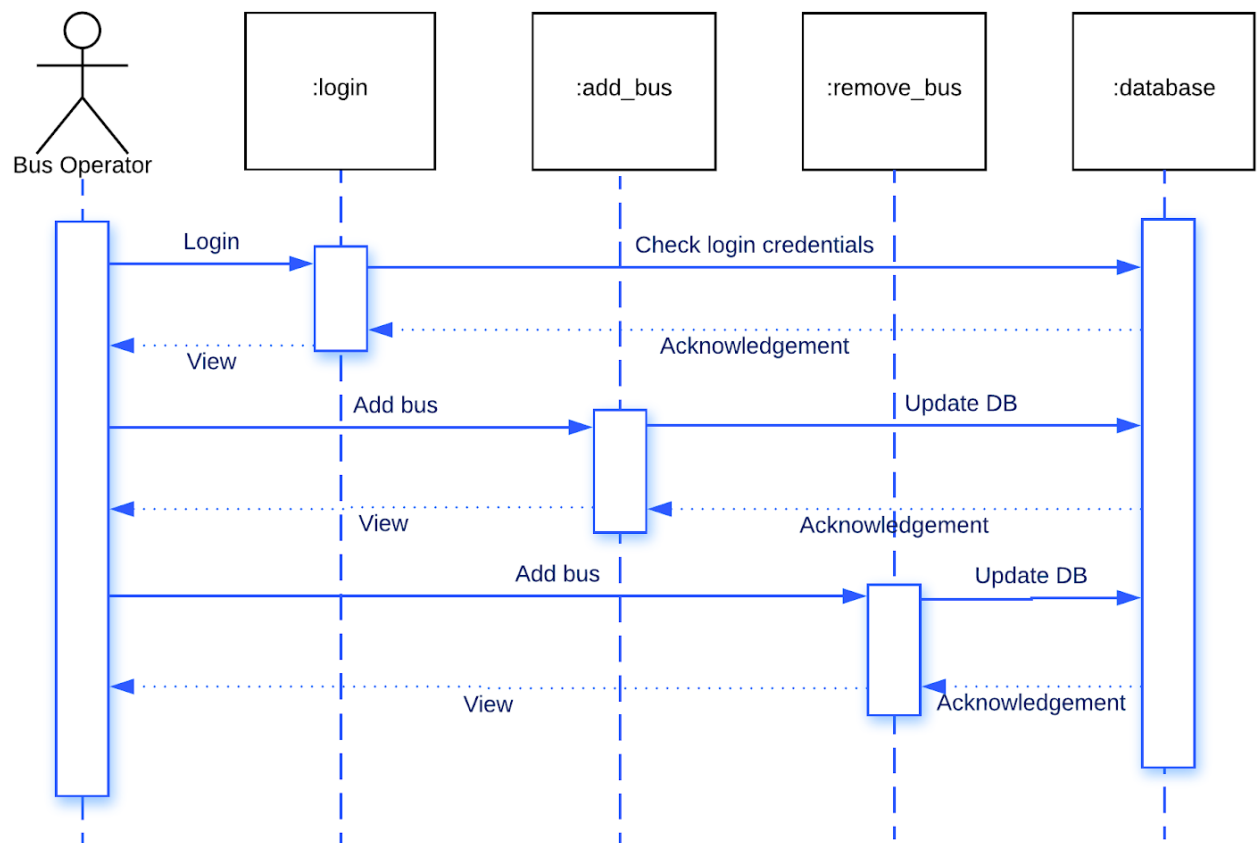 :login
:add_bus
:remove_bus
:database
Bus Operator
Login
Check login credentials
Acknowledgement
View
Add bus
Update DB
View
Acknowledgement
Add bus
Update DB
View
Acknowledgement